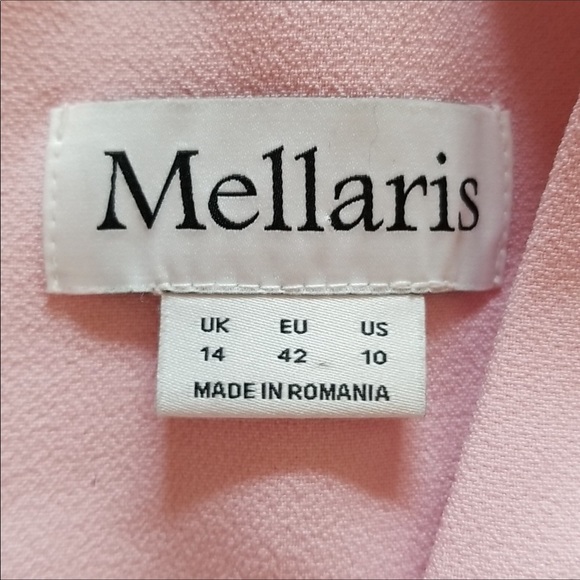 Mellaris
UK EU US
14 42 10
MADE IN ROMANIA